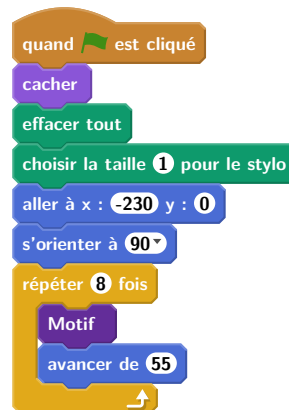 quand est cliqué
cacher
effacer tout
choisir la taille 1 pour le stylo
aller à x : -230 y : 0
s'orienter à 90
répéter 8 fois
Motif
avancer de 55